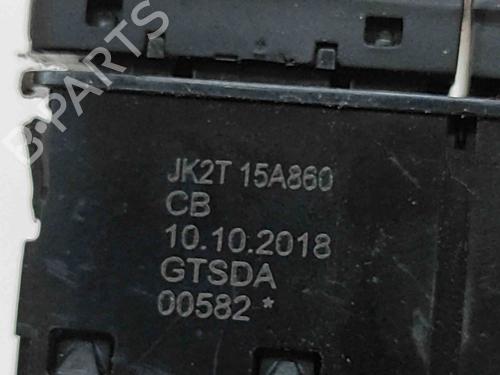 B-PARTS
JK2T 15A860
CB
10.10.2018
GTSDA
00582 *